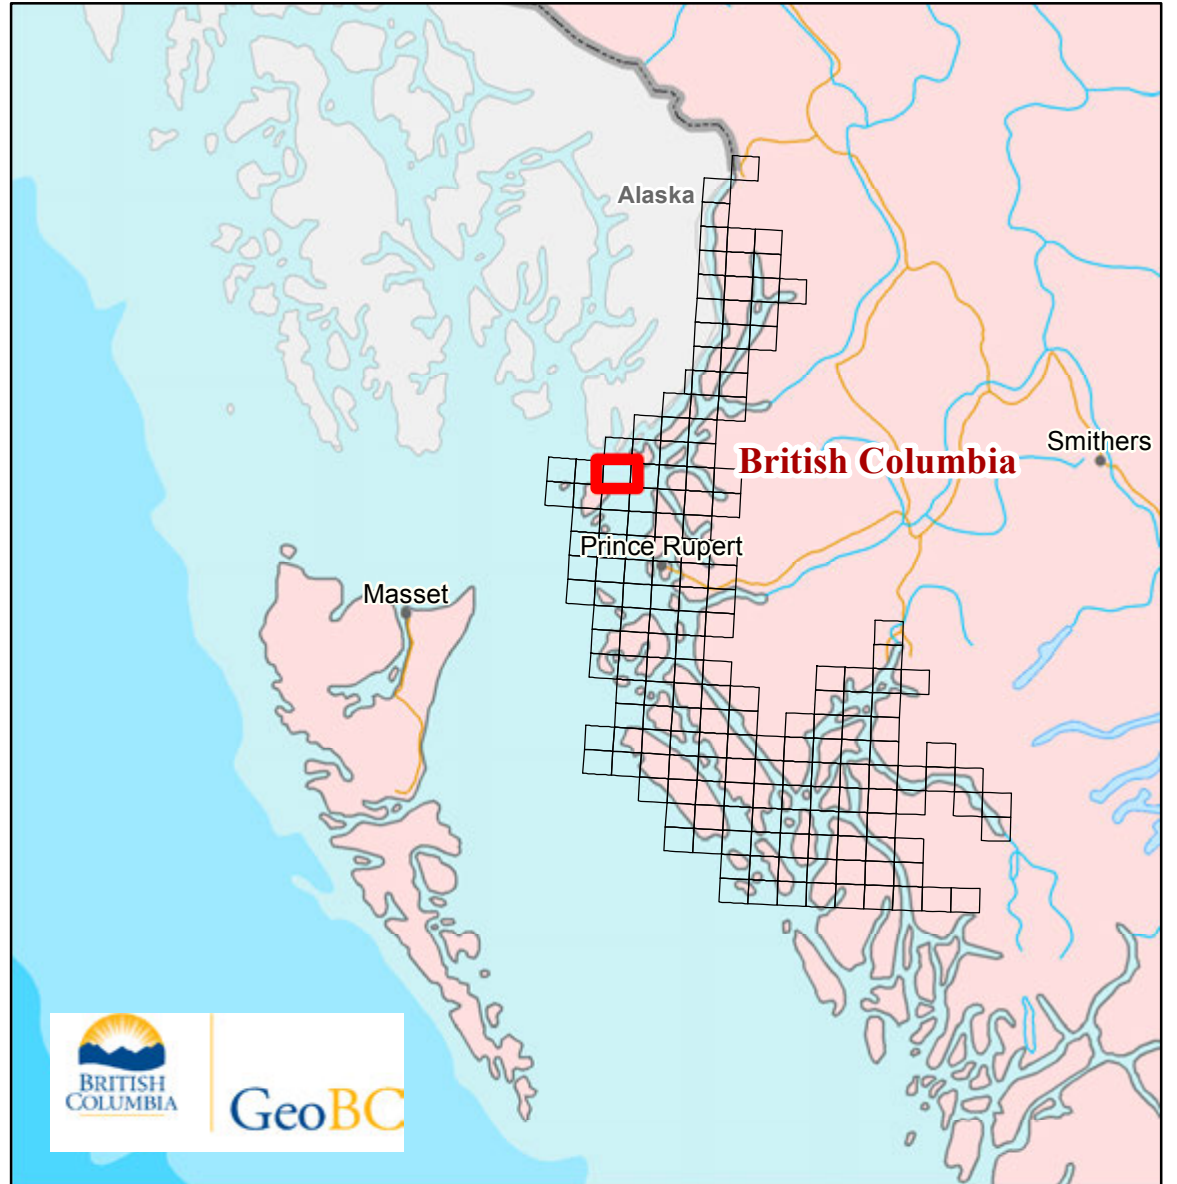 Alaska
Smithers
British Columbia
Prince Rupert
Masset
BRITISH
COLUMBIA
GeoBC